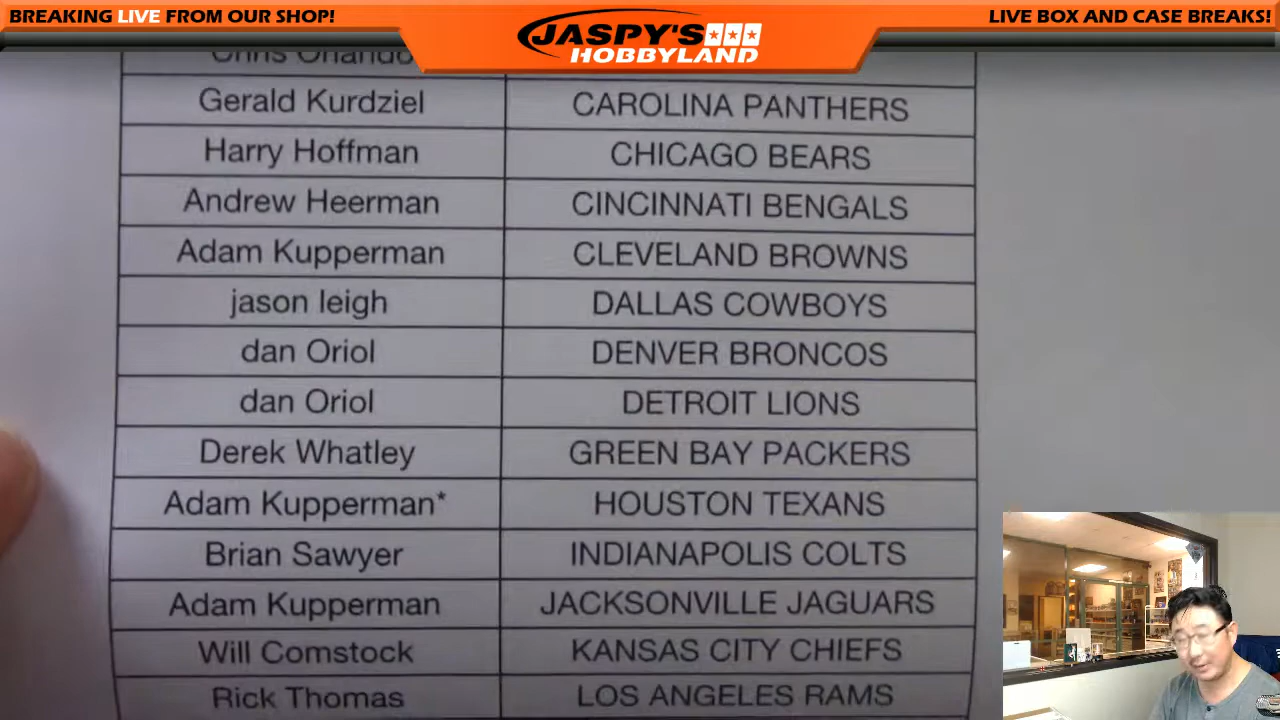 BREAKING LIVE FROM OUR SHOP!
JASPY'S
HOBBYLAND
LIVE BOX AND CASE BREAKS!
Chris Orlando
Gerald Kurdziel CAROLINA PANTHERS
Harry Hoffman CHICAGO BEARS
Andrew Heerman CINCINNATI BENGALS
Adam Kupperman CLEVELAND BROWNS
jason leigh DALLAS COWBOYS
dan Oriol DENVER BRONCOS
dan Oriol DETROIT LIONS
Derek Whatley GREEN BAY PACKERS
Adam Kupperman* HOUSTON TEXANS
Brian Sawyer INDIANAPOLIS COLTS
Adam Kupperman JACKSONVILLE JAGUARS
Will Comstock KANSAS CITY CHIEFS
Rick Thomas LOS ANGELES RAMS